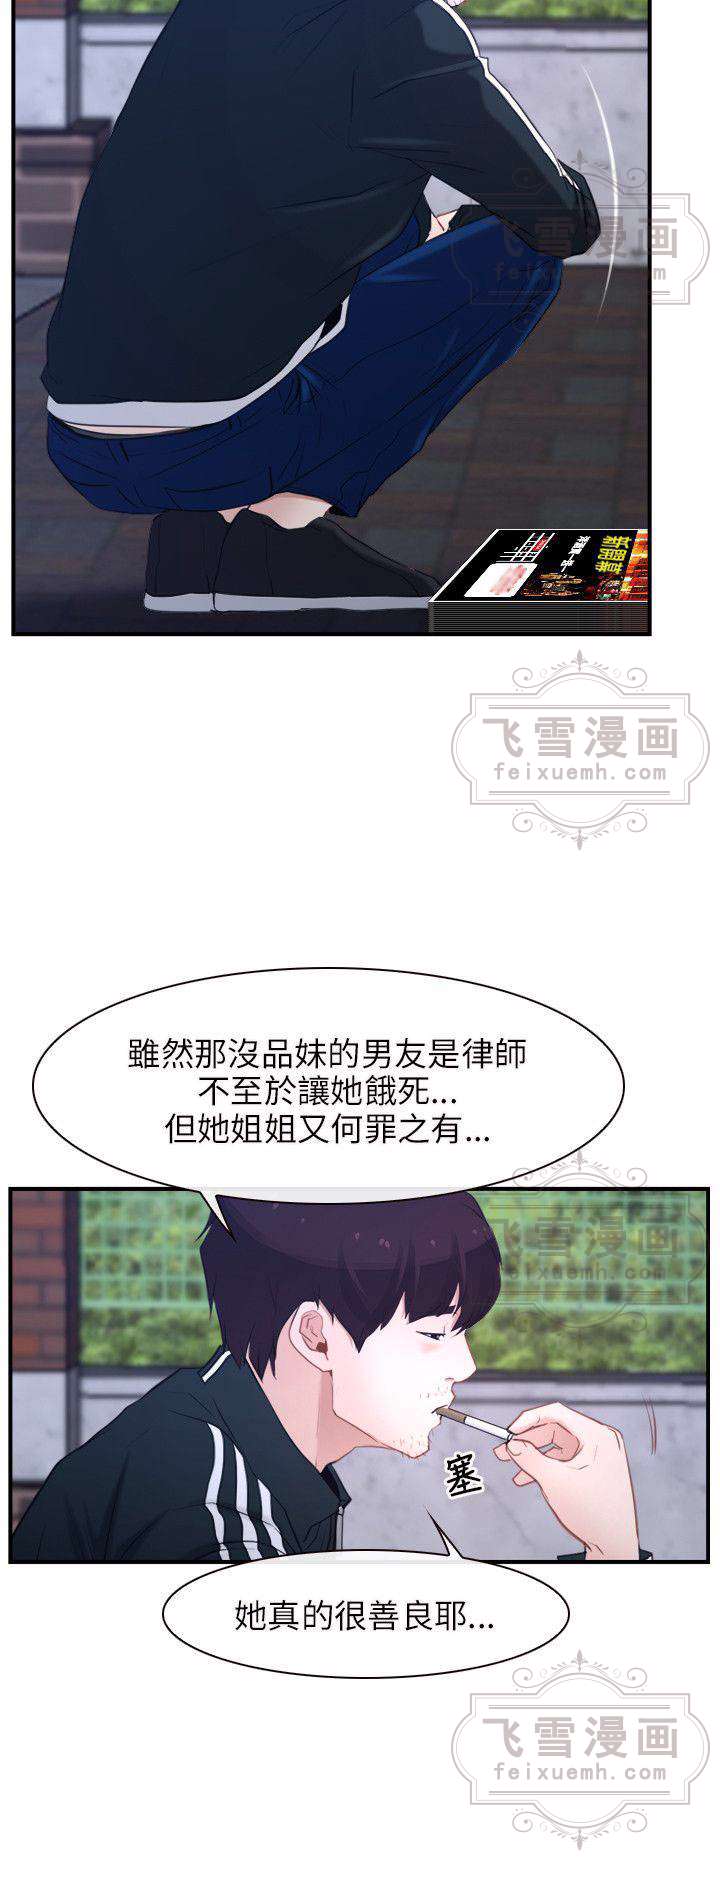 飞雪漫画
feixuemh.com
新開幕
飞雪漫画
feixuemh.com
雖然那沒品妹的男友是律師
不至於讓她餓死...
但她姐姐又何罪之有...
飞雪漫画
feixuemh.com
塞
她真的很善良耶...
飞雪漫画
feixuemh.com